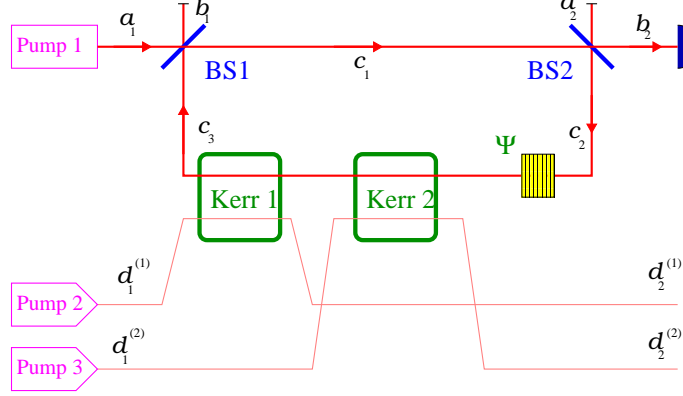 a₁ b₁ a₂ b₂
Pump 1
BS1 c₁ BS2
c₃ Ψ c₂
Kerr 1 Kerr 2
d₁⁽¹⁾ d₂⁽¹⁾
Pump 2
d₁⁽²⁾ d₂⁽²⁾
Pump 3